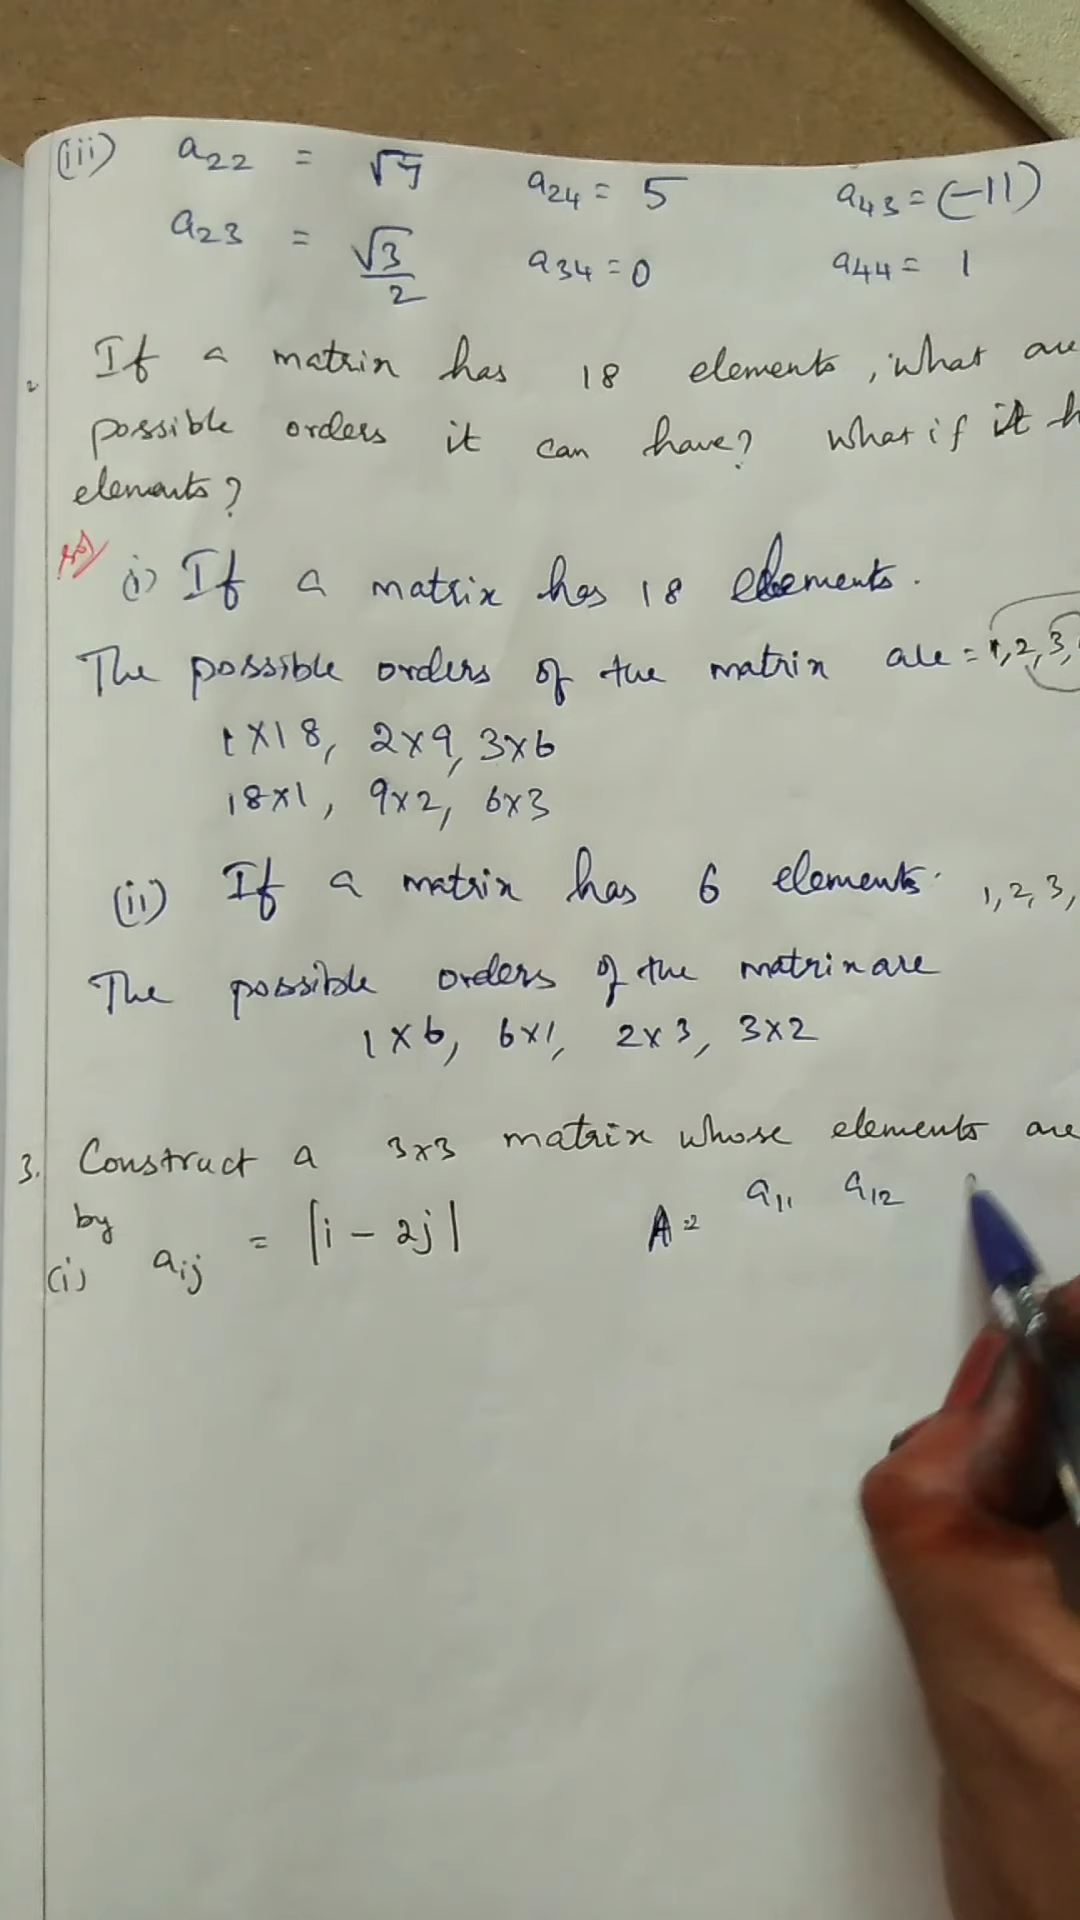 (iii) a22 = √7 a24 = 5 a43 = (-11)
a23 = √3/2 a34 = 0 a44 = 1
2. If a matrix has 18 elements, what are
possible orders it can have? What if it h
elements?
(i) If a matrix has 18 elements.
The possible orders of the matrix are = 1, 2, 3,
1×18, 2×9, 3×6
18×1, 9×2, 6×3
(ii) If a matrix has 6 elements. 1, 2, 3,
The possible orders of the matrix are
1×6, 6×1, 2×3, 3×2
3. Construct a 3×3 matrix whose elements are
by
(i) aij = |i - 2j| A = a11 a12